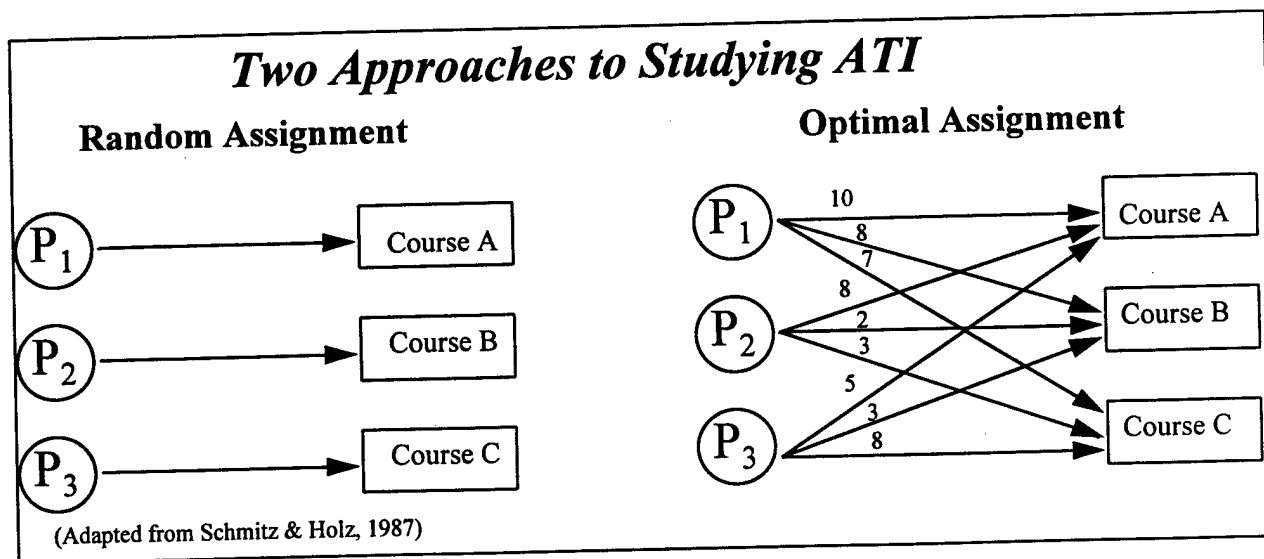 Two Approaches to Studying ATI
Random Assignment
P1
Course A
P2
Course B
P3
Course C
(Adapted from Schmitz & Holz, 1987)
Optimal Assignment
P1
10
8
7
Course A
P2
8
2
3
Course B
P3
5
3
8
Course C